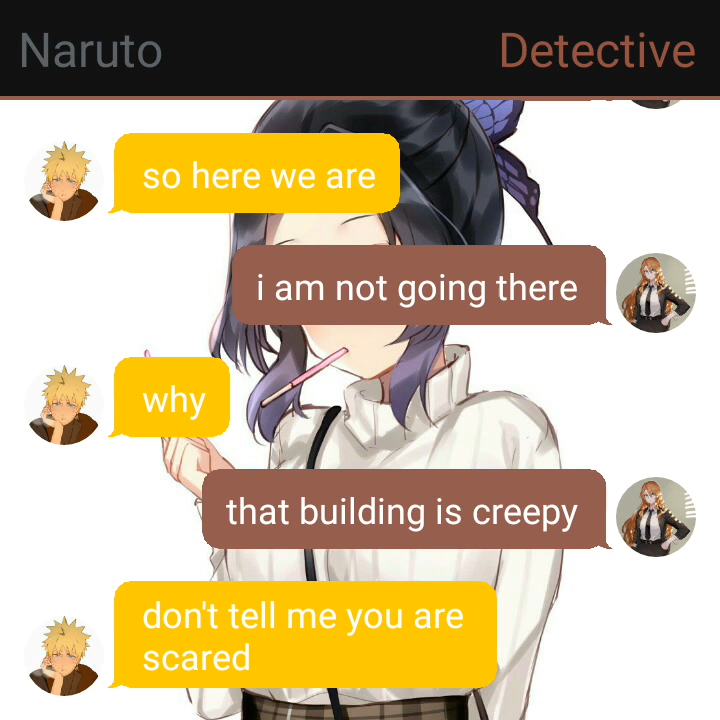 Naruto
Detective
so here we are
i am not going there
why
that building is creepy
don't tell me you are
scared